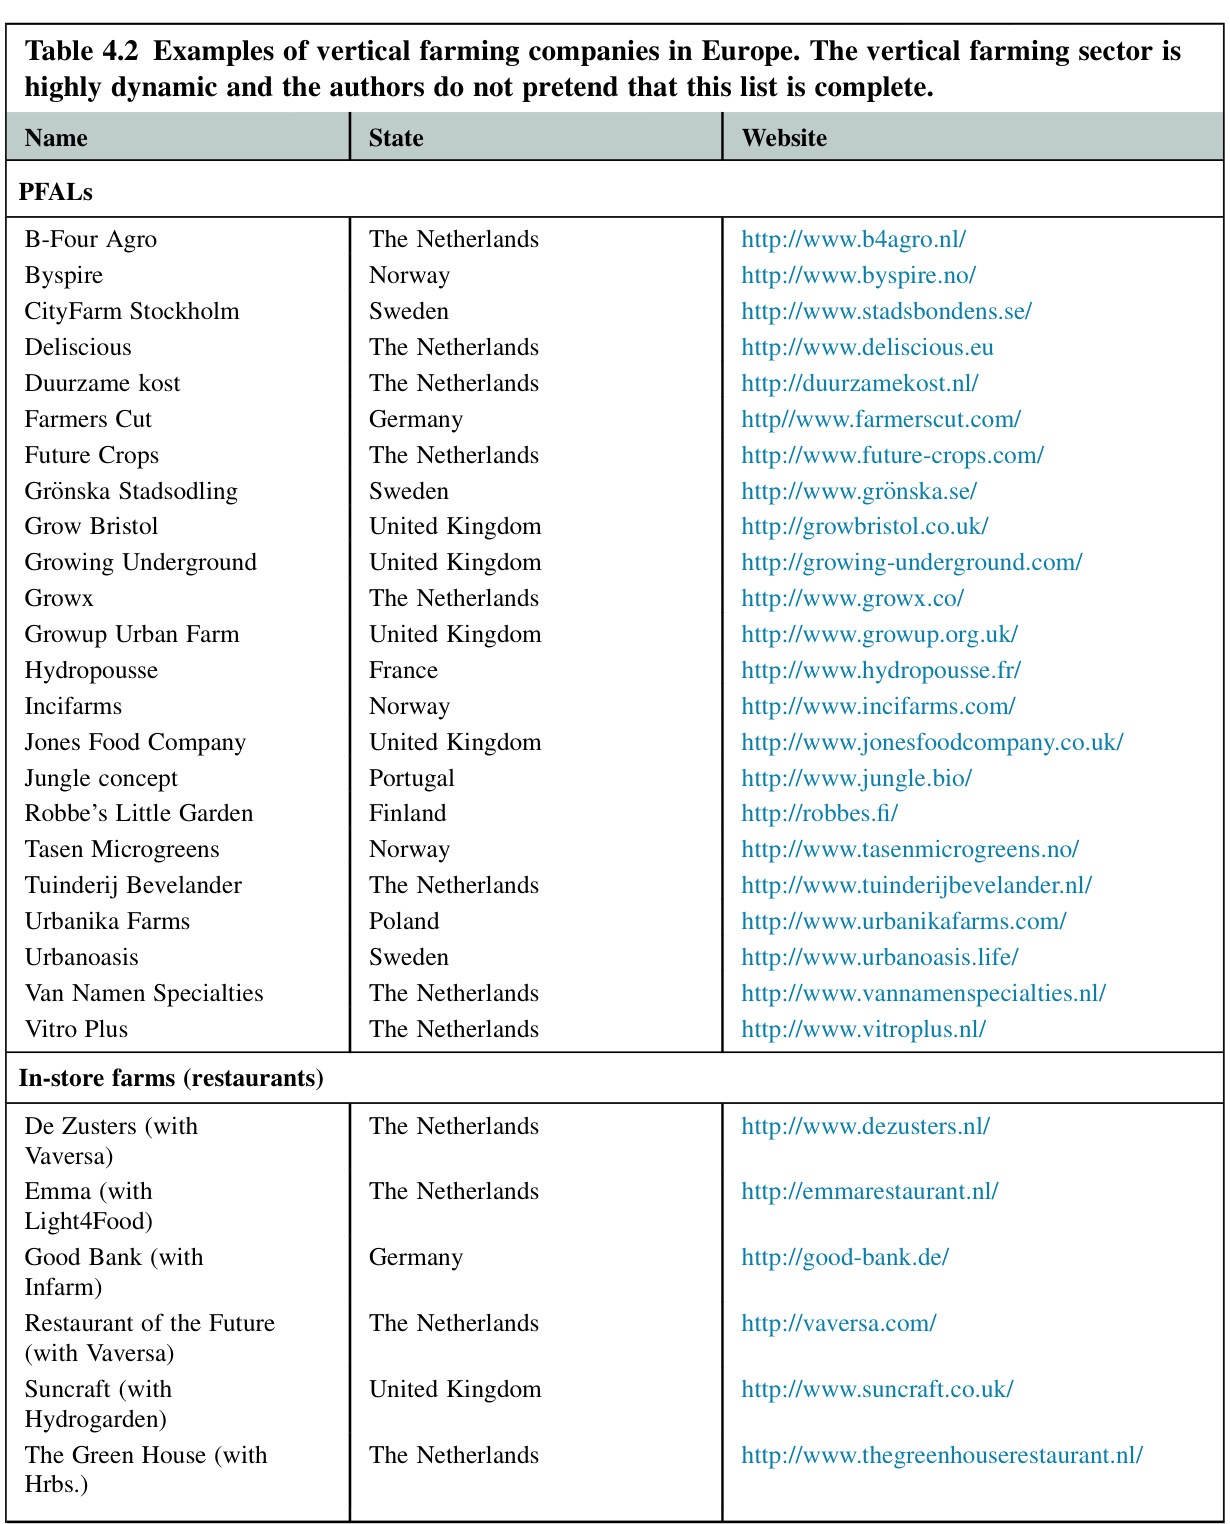 Table 4.2 Examples of vertical farming companies in Europe. The vertical farming sector is
highly dynamic and the authors do not pretend that this list is complete.
Name State Website
PFALs
B-Four Agro The Netherlands http://www.b4agro.nl/
Byspire Norway http://www.byspire.no/
CityFarm Stockholm Sweden http://www.stadsbondens.se/
Deliscious The Netherlands http://www.deliscious.eu
Duurzame kost The Netherlands http://duurzamekost.nl/
Farmers Cut Germany http//www.farmerscut.com/
Future Crops The Netherlands http://www.future-crops.com/
Grönska Stadsodling Sweden http://www.grönska.se/
Grow Bristol United Kingdom http://growbristol.co.uk/
Growing Underground United Kingdom http://growing-underground.com/
Growx The Netherlands http://www.growx.co/
Growup Urban Farm United Kingdom http://www.growup.org.uk/
Hydropousse France http://www.hydropousse.fr/
Incifarms Norway http://www.incifarms.com/
Jones Food Company United Kingdom http://www.jonesfoodcompany.co.uk/
Jungle concept Portugal http://www.jungle.bio/
Robbe’s Little Garden Finland http://robbes.fi/
Tasen Microgreens Norway http://www.tasenmicrogreens.no/
Tuinderij Bevelander The Netherlands http://www.tuinderijbevelander.nl/
Urbanika Farms Poland http://www.urbanikafarms.com/
Urbanoasis Sweden http://www.urbanoasis.life/
Van Namen Specialties The Netherlands http://www.vannamenspecialties.nl/
Vitro Plus The Netherlands http://www.vitroplus.nl/
In-store farms (restaurants)
De Zusters (with The Netherlands http://www.dezusters.nl/
Vaversa)
Emma (with The Netherlands http://emmarestaurant.nl/
Light4Food)
Good Bank (with Germany http://good-bank.de/
Infarm)
Restaurant of the Future The Netherlands http://vaversa.com/
(with Vaversa)
Suncraft (with United Kingdom http://www.suncraft.co.uk/
Hydrogarden)
The Green House (with The Netherlands http://www.thegreenhouserestaurant.nl/
Hrbs.)